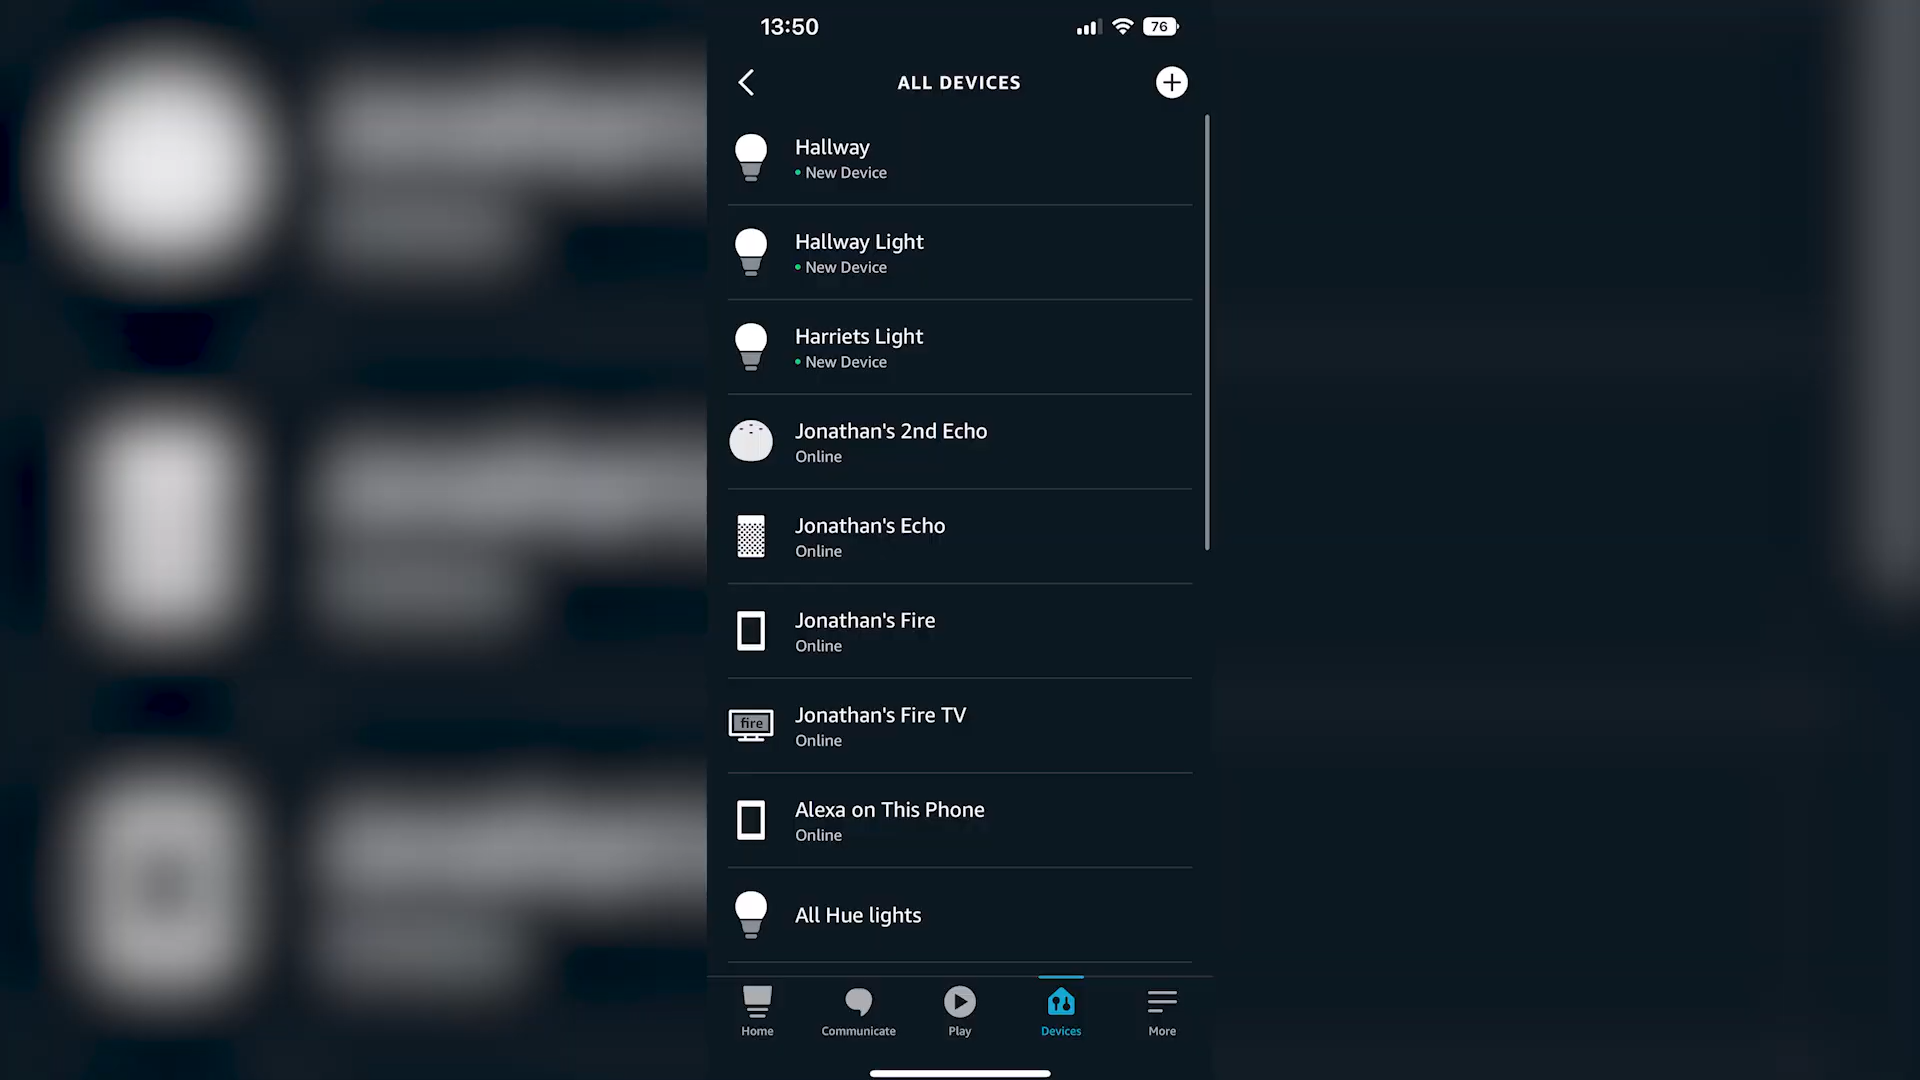 13:50
76
ALL DEVICES
Hallway
New Device
Hallway Light
New Device
Harriets Light
New Device
Jonathan's 2nd Echo
Online
Jonathan's Echo
Online
Jonathan's Fire
Online
fire
Jonathan's Fire TV
Online
Alexa on This Phone
Online
All Hue lights
Home
Communicate
Play
Devices
More